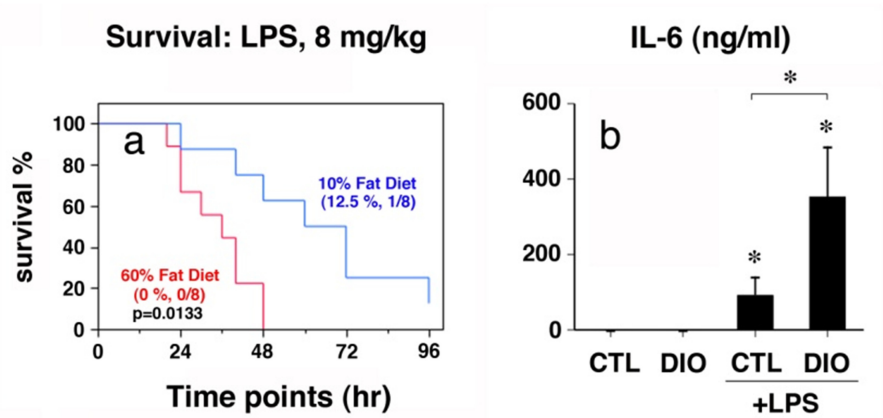 Survival: LPS, 8 mg/kg
survival %
100
80
60
40
20
0
a
10% Fat Diet
(12.5 %, 1/8)
60% Fat Diet
(0 %, 0/8)
p=0.0133
0 24 48 72 96
Time points (hr)
IL-6 (ng/ml)
600
400
200
0
b
*
*
*
CTL DIO CTL DIO
+LPS